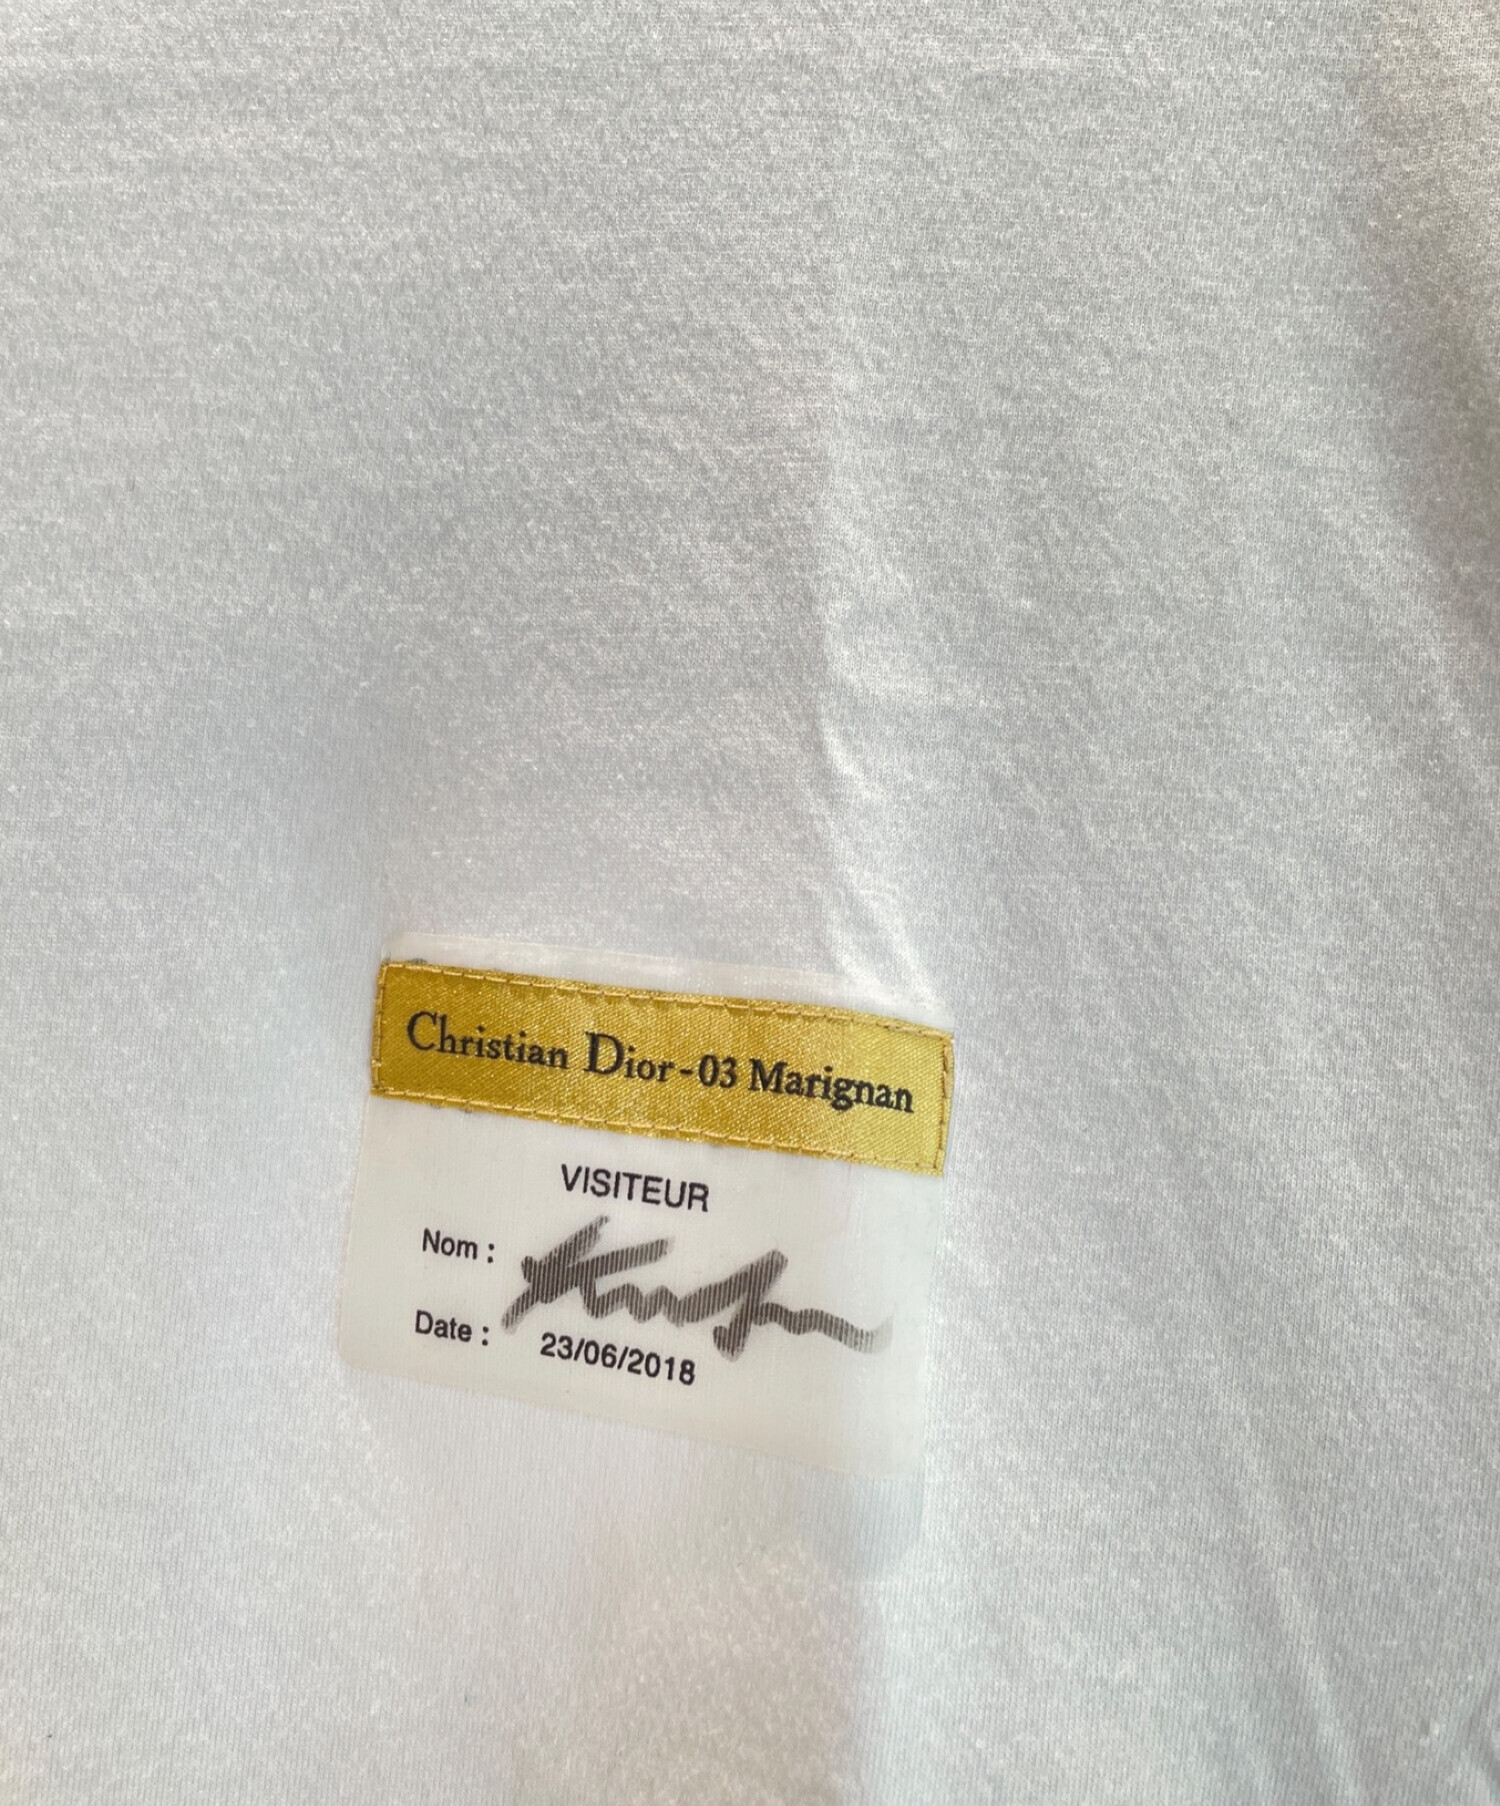 Christian Dior-03 Marignan
VISITEUR
Nom :
Date : 23/06/2018